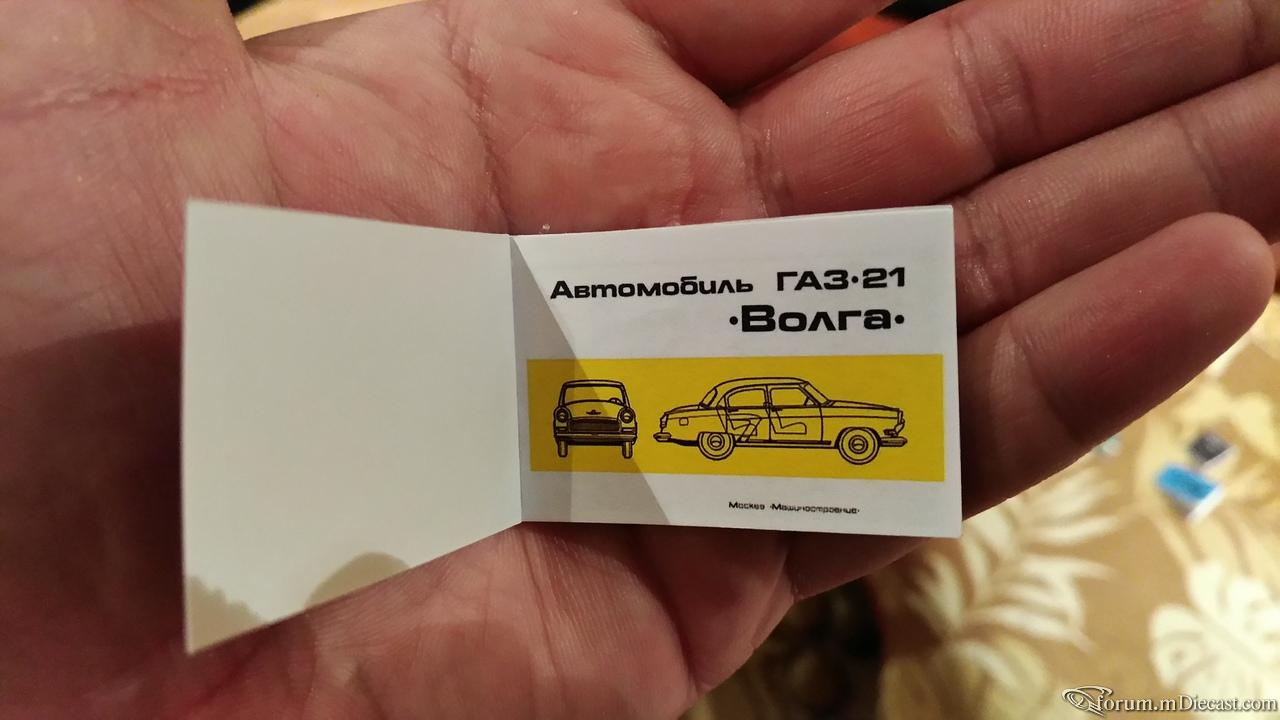 Автомобиль ГАЗ•21
•Волга•
Москва •Машиностроение•
forum.mDiecast.com